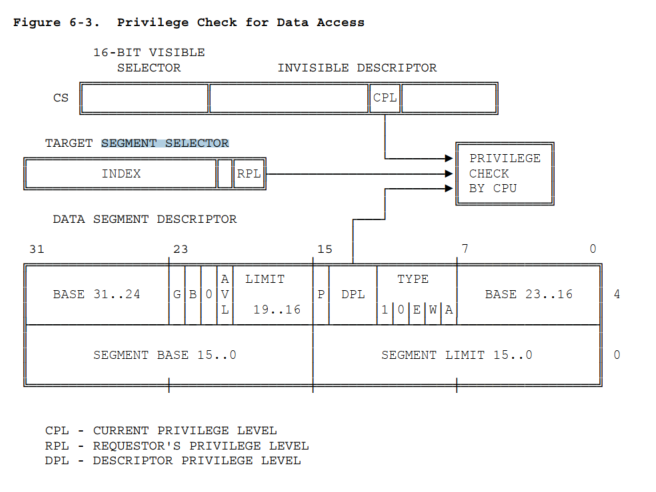 Figure 6-3. Privilege Check for Data Access
16-BIT VISIBLE
SELECTOR INVISIBLE DESCRIPTOR
CS CPL
TARGET SEGMENT SELECTOR
INDEX RPL
PRIVILEGE
CHECK
BY CPU
DATA SEGMENT DESCRIPTOR
31 23 15 7 0
BASE 31..24 G B 0 AVL LIMIT 19..16 P DPL TYPE 1 0 E W A BASE 23..16 4
SEGMENT BASE 15..0 SEGMENT LIMIT 15..0 0
CPL - CURRENT PRIVILEGE LEVEL
RPL - REQUESTOR'S PRIVILEGE LEVEL
DPL - DESCRIPTOR PRIVILEGE LEVEL